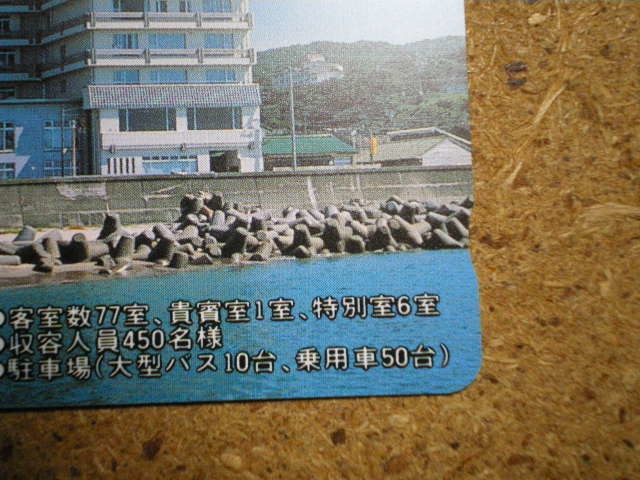 ●客室数77室、貴賓室1室、特別室6室
●収容人員450名様
●駐車場(大型バス10台、乗用車50台)